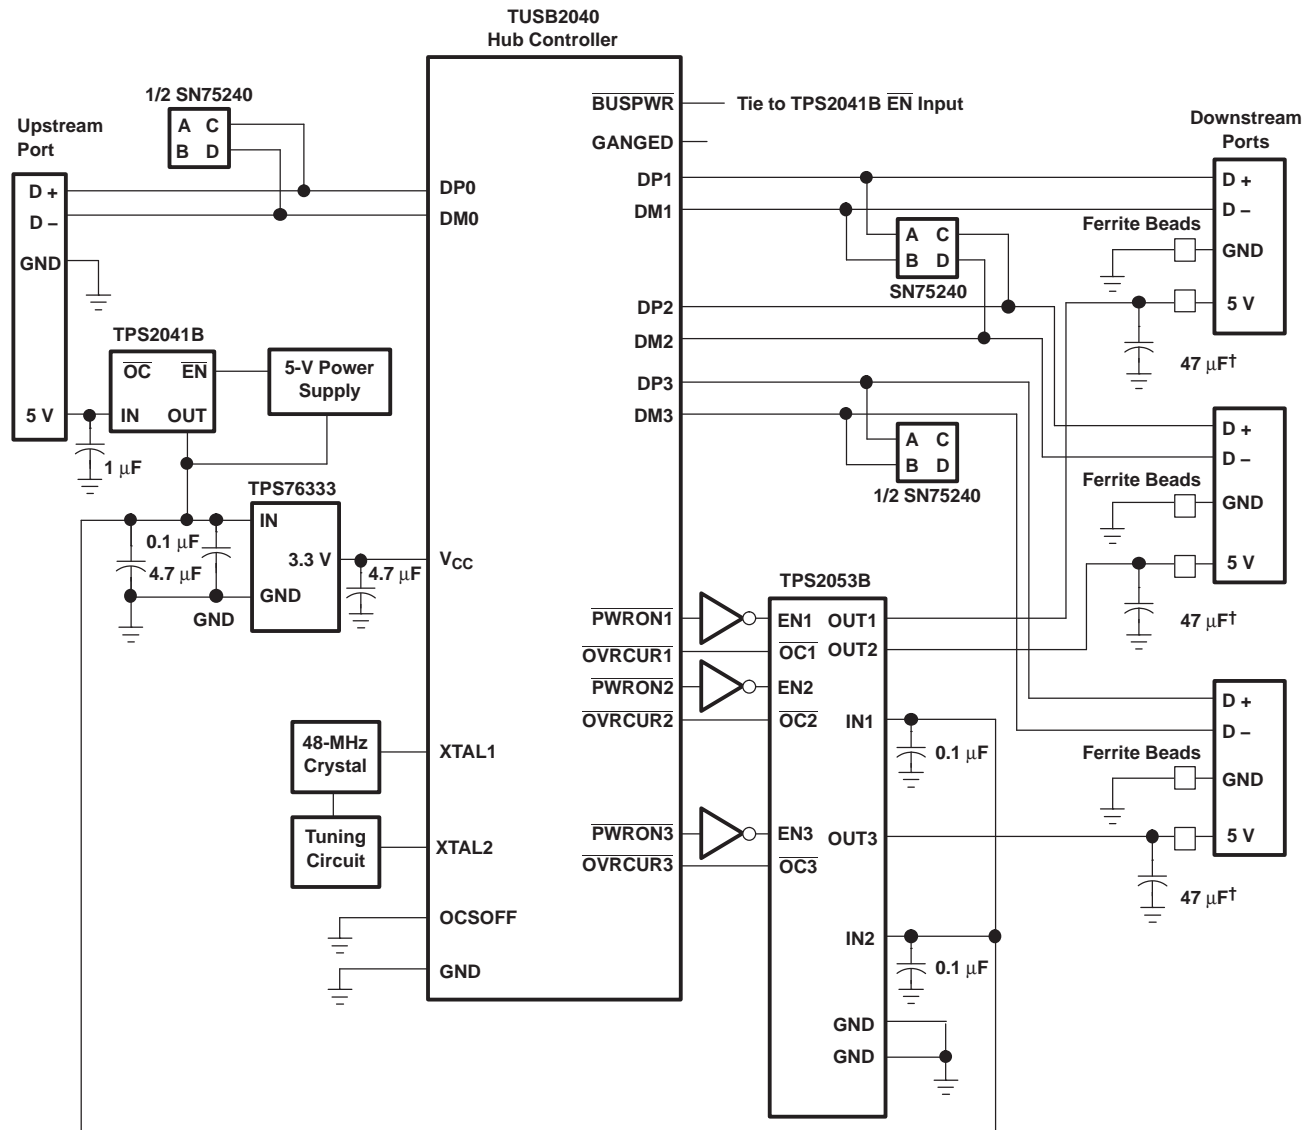 TUSB2040
Hub Controller
1/2 SN75240
A C
B D
Upstream
Port
D +
D −
GND
5 V
BUSPWR
Tie to TPS2041B EN Input
GANGED
DP0
DM0
DP1
DM1
DP2
DM2
DP3
DM3
A C
B D
SN75240
A C
B D
1/2 SN75240
Downstream
Ports
D +
D −
Ferrite Beads
GND
5 V
47 μF†
D +
D −
Ferrite Beads
GND
5 V
47 μF†
D +
D −
Ferrite Beads
GND
5 V
47 μF†
TPS2041B
OC EN
IN OUT
5-V Power
Supply
1 μF
TPS76333
IN
3.3 V
GND
0.1 μF
4.7 μF
GND
4.7 μF
VCC
TPS2053B
PWRON1
EN1 OUT1
OVRCUR1
OC1 OUT2
PWRON2
EN2
OVRCUR2
OC2 IN1
0.1 μF
PWRON3
EN3 OUT3
OVRCUR3
OC3
IN2
0.1 μF
GND
GND
48-MHz
Crystal
XTAL1
Tuning
Circuit
XTAL2
OCSOFF
GND